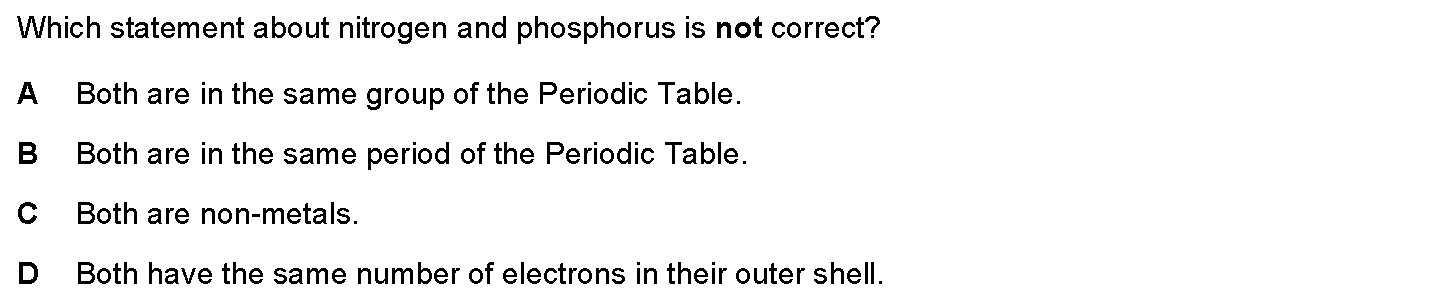 Which statement about nitrogen and phosphorus is not correct?
A Both are in the same group of the Periodic Table.
B Both are in the same period of the Periodic Table.
C Both are non-metals.
D Both have the same number of electrons in their outer shell.